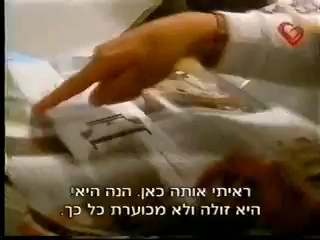 ראיתי אותה כאן. הנה היא!
היא זולה ולא מכוערת כל כך.